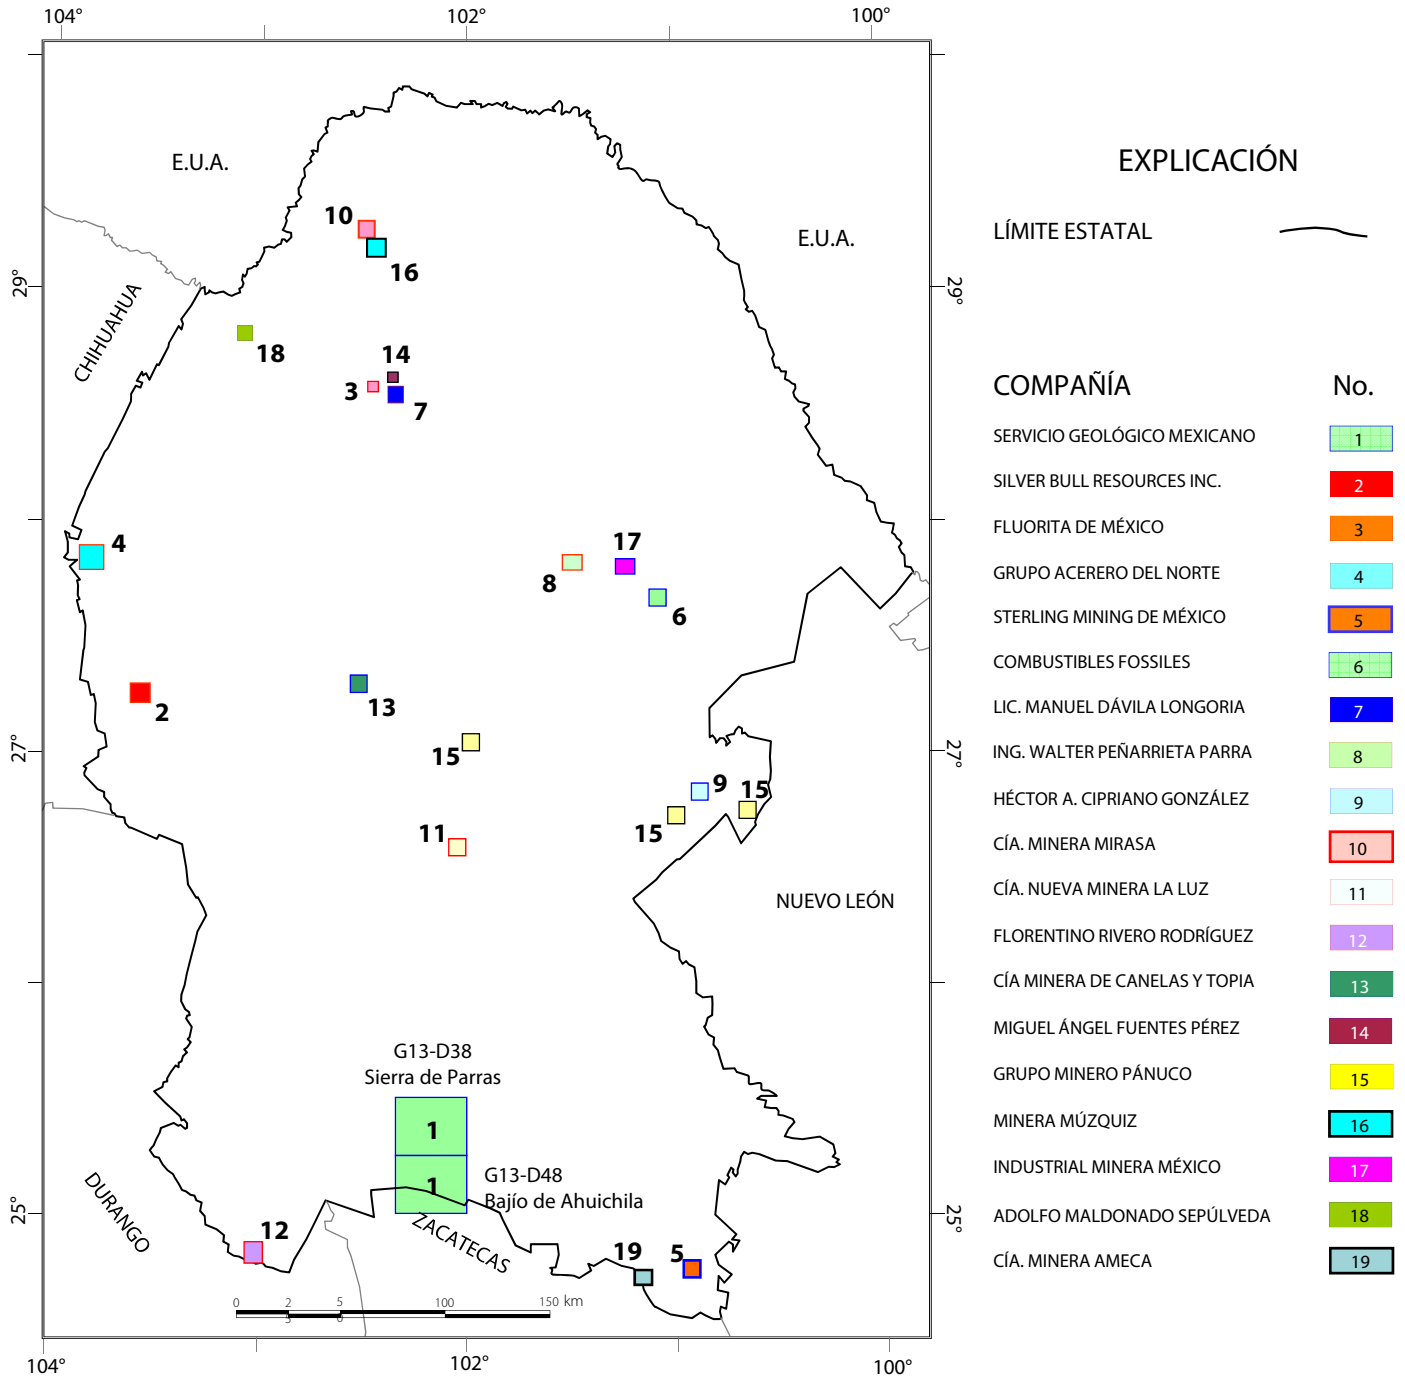 104°
102°
100°
E.U.A.
E.U.A.
10
16
29°
29°
CHIHUAHUA
18
14
3
7
4
17
8
6
2
13
15
27°
27°
9
15
15
11
NUEVO LEÓN
G13-D38
Sierra de Parras
1
1
G13-D48
Bajío de Ahuichila
25°
25°
DURANGO
ZACATECAS
12
19
5
0 2 5 100 150 km
3 0
104°
102°
100°
EXPLICACIÓN
LÍMITE ESTATAL
COMPAÑÍA No.
SERVICIO GEOLÓGICO MEXICANO 1
SILVER BULL RESOURCES INC. 2
FLUORITA DE MÉXICO 3
GRUPO ACERERO DEL NORTE 4
STERLING MINING DE MÉXICO 5
COMBUSTIBLES FOSSILES 6
LIC. MANUEL DÁVILA LONGORIA 7
ING. WALTER PEÑARRIETA PARRA 8
HÉCTOR A. CIPRIANO GONZÁLEZ 9
CÍA. MINERA MIRASA 10
CÍA. NUEVA MINERA LA LUZ 11
FLORENTINO RIVERO RODRÍGUEZ 12
CÍA MINERA DE CANELAS Y TOPIA 13
MIGUEL ÁNGEL FUENTES PÉREZ 14
GRUPO MINERO PÁNUCO 15
MINERA MÚZQUIZ 16
INDUSTRIAL MINERA MÉXICO 17
ADOLFO MALDONADO SEPÚLVEDA 18
CÍA. MINERA AMECA 19